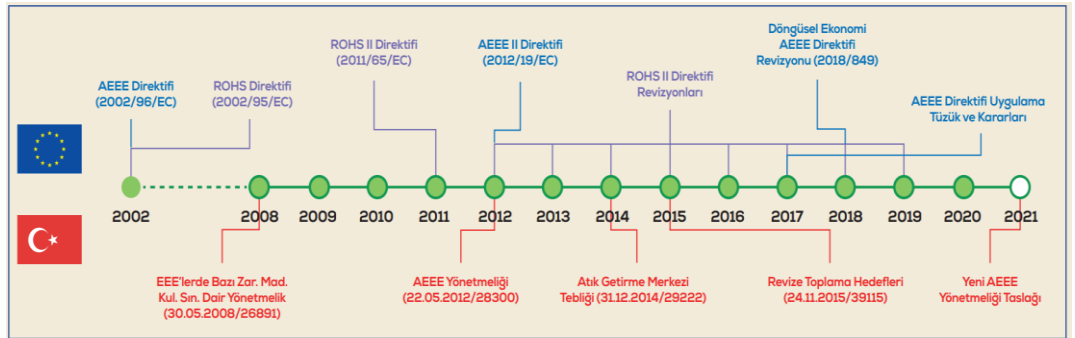 AEEE Direktifi
(2002/96/EC)
ROHS Direktifi
(2002/95/EC)
ROHS II Direktifi
(2011/65/EC)
AEEE II Direktifi
(2012/19/EC)
ROHS II Direktifi
Revizyonları
Döngüsel Ekonomi
AEEE Direktifi
Revizyonu (2018/849)
AEEE Direktifi Uygulama
Tüzük ve Kararları
2002
2008
2009
2010
2011
2012
2013
2014
2015
2016
2017
2018
2019
2020
2021
EEE'lerde Bazı Zar. Mad.
Kul. Sın. Dair Yönetmelik
(30.05.2008/26891)
AEEE Yönetmeliği
(22.05.2012/28300)
Atık Getirme Merkezi
Tebliği (31.12.2014/29222)
Revize Toplama Hedefleri
(24.11.2015/39115)
Yeni AEEE
Yönetmeliği Taslağı